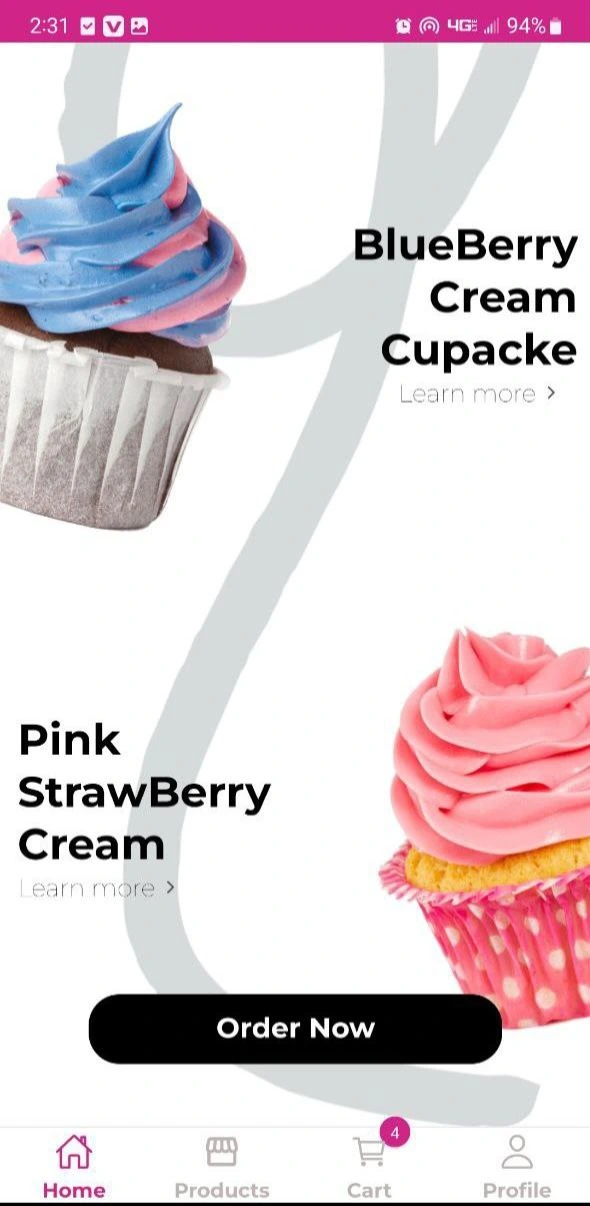 2:31 4G 94%
BlueBerry
Cream
Cupacke
Learn more >
Pink
StrawBerry
Cream
Learn more >
Order Now
4
Home Products Cart Profile